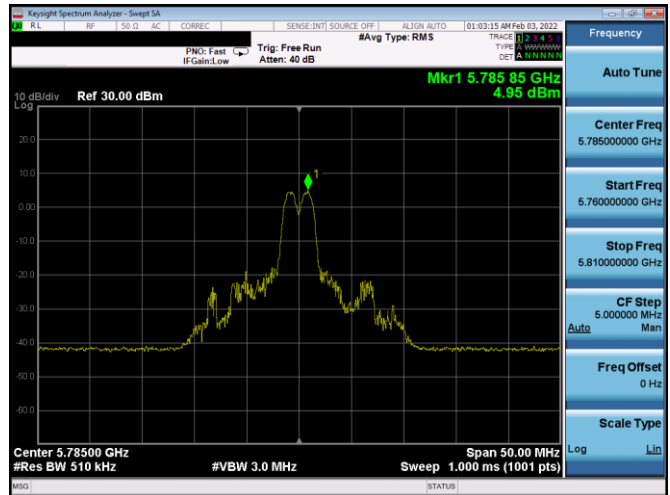 Keysight Spectrum Analyzer - Swept SA
RL RF 50 Ω AC CORREC SENSE:INT SOURCE OFF ALIGN AUTO 01:03:15 AM Feb 03, 2022
#Avg Type: RMS
TRACE 1 2 3 4 5 6
PNO: Fast Trig: Free Run TYPE A WWWWW
IFGain:Low Atten: 40 dB DET A N N N N N
Mkr1 5.785 85 GHz
4.95 dBm
10 dB/div Ref 30.00 dBm
Log
20.0
10.0
1
0.00
-10.0
-20.0
-30.0
-40.0
-50.0
-60.0
Center 5.78500 GHz Span 50.00 MHz
#Res BW 510 kHz #VBW 3.0 MHz Sweep 1.000 ms (1001 pts)
MSG STATUS
Frequency
Auto Tune
Center Freq
5.785000000 GHz
Start Freq
5.760000000 GHz
Stop Freq
5.810000000 GHz
CF Step
5.000000 MHz
Auto Man
Freq Offset
0 Hz
Scale Type
Log Lin